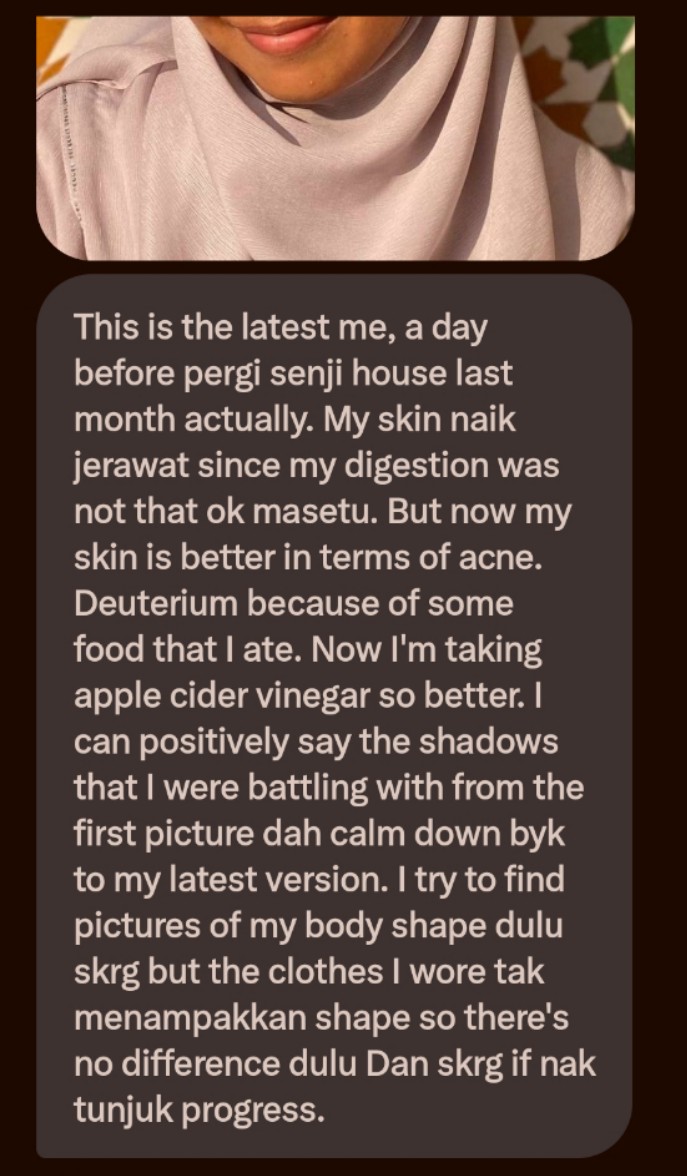 This is the latest me, a day
before pergi senji house last
month actually. My skin naik
jerawat since my digestion was
not that ok masetu. But now my
skin is better in terms of acne.
Deuterium because of some
food that I ate. Now I'm taking
apple cider vinegar so better. I
can positively say the shadows
that I were battling with from the
first picture dah calm down byk
to my latest version. I try to find
pictures of my body shape dulu
skrg but the clothes I wore tak
menampakkan shape so there's
no difference dulu Dan skrg if nak
tunjuk progress.